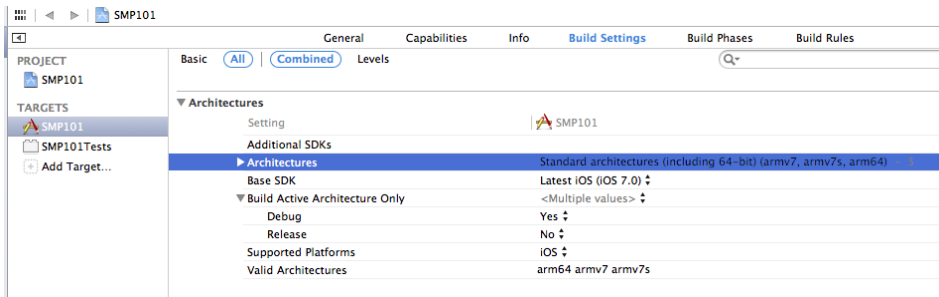 SMP101
General Capabilities Info Build Settings Build Phases Build Rules
PROJECT
SMP101
TARGETS
SMP101
SMP101Tests
Add Target...
Basic All Combined Levels
Architectures
Setting SMP101
Additional SDKs
Architectures Standard architectures (including 64-bit) (armv7, armv7s, arm64)
Base SDK Latest iOS (iOS 7.0)
Build Active Architecture Only <Multiple values>
Debug Yes
Release No
Supported Platforms iOS
Valid Architectures arm64 armv7 armv7s